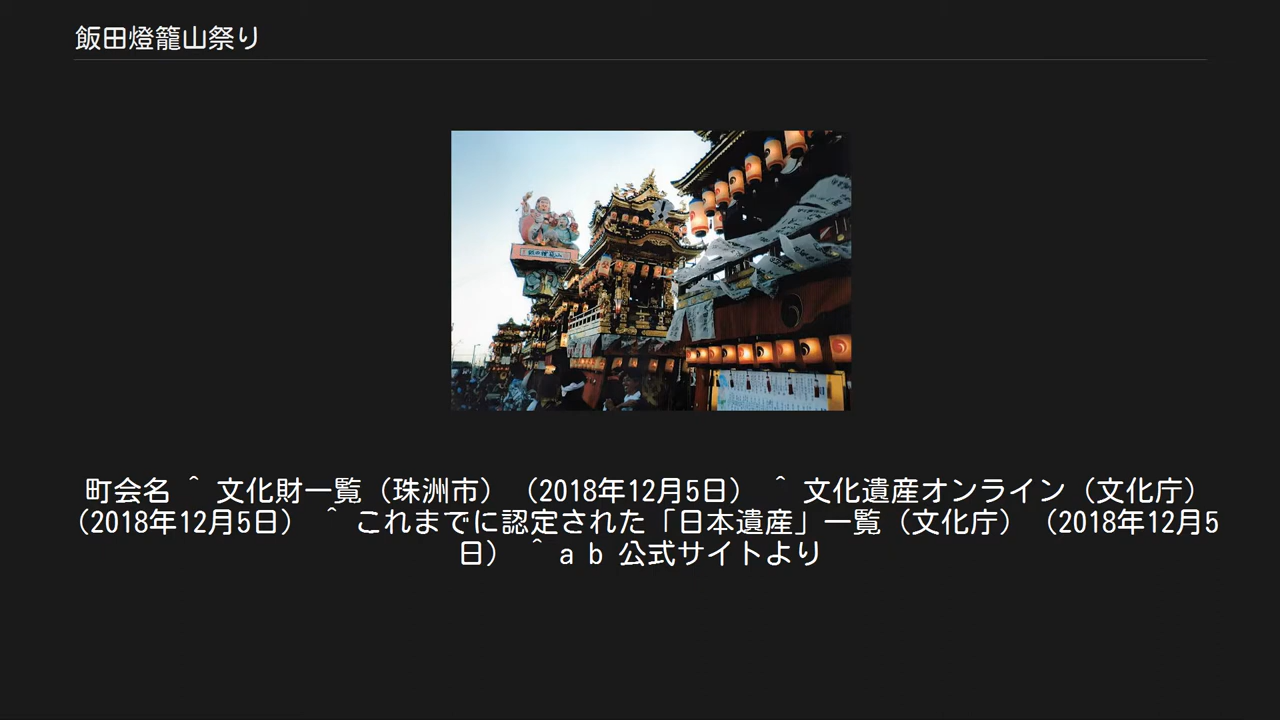 飯田燈籠山祭り
町会名 ^ 文化財一覧（珠洲市）（2018年12月5日） ^ 文化遺産オンライン（文化庁）
（2018年12月5日） ^ これまでに認定された「日本遺産」一覧（文化庁）（2018年12月5
日） ^ a b 公式サイトより